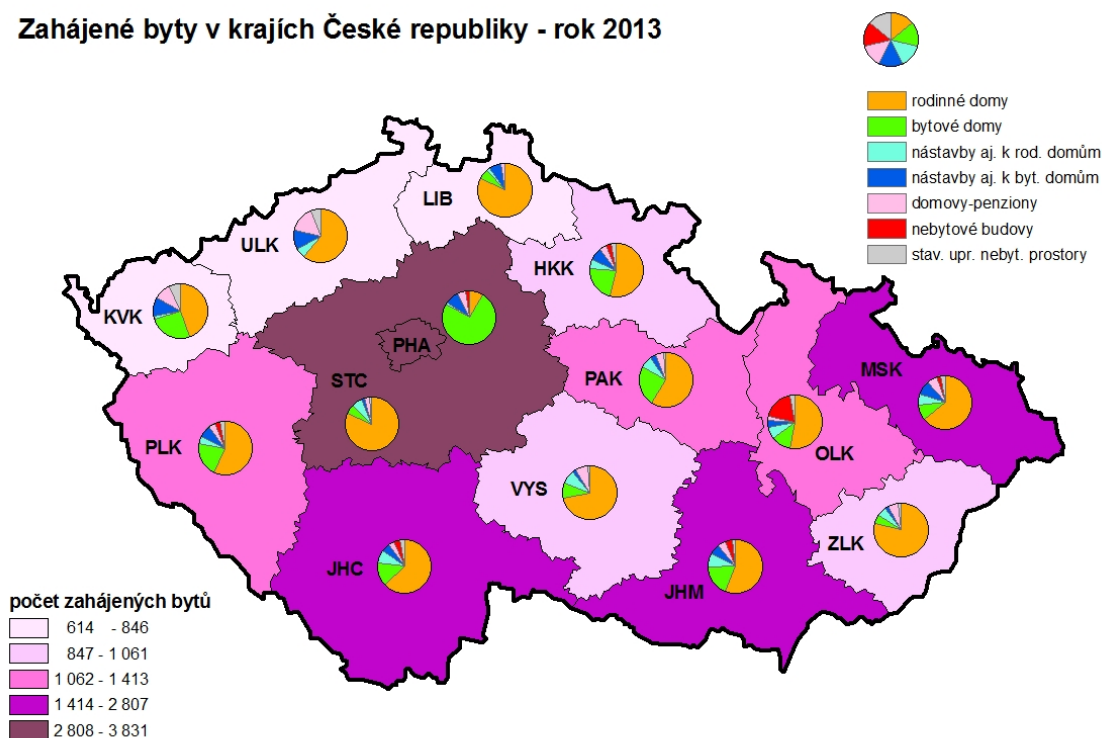 Zahájené byty v krajích České republiky - rok 2013
rodinné domy
bytové domy
nástavby aj. k rod. domům
nástavby aj. k byt. domům
domovy-penziony
nebytové budovy
stav. upr. nebyt. prostory
LIB
ULK
HKK
KVK
PHA
STC
PAK
MSK
PLK
OLK
VYS
ZLK
JHC
JHM
počet zahájených bytů
614 - 846
847 - 1 061
1 062 - 1 413
1 414 - 2 807
2 808 - 3 831